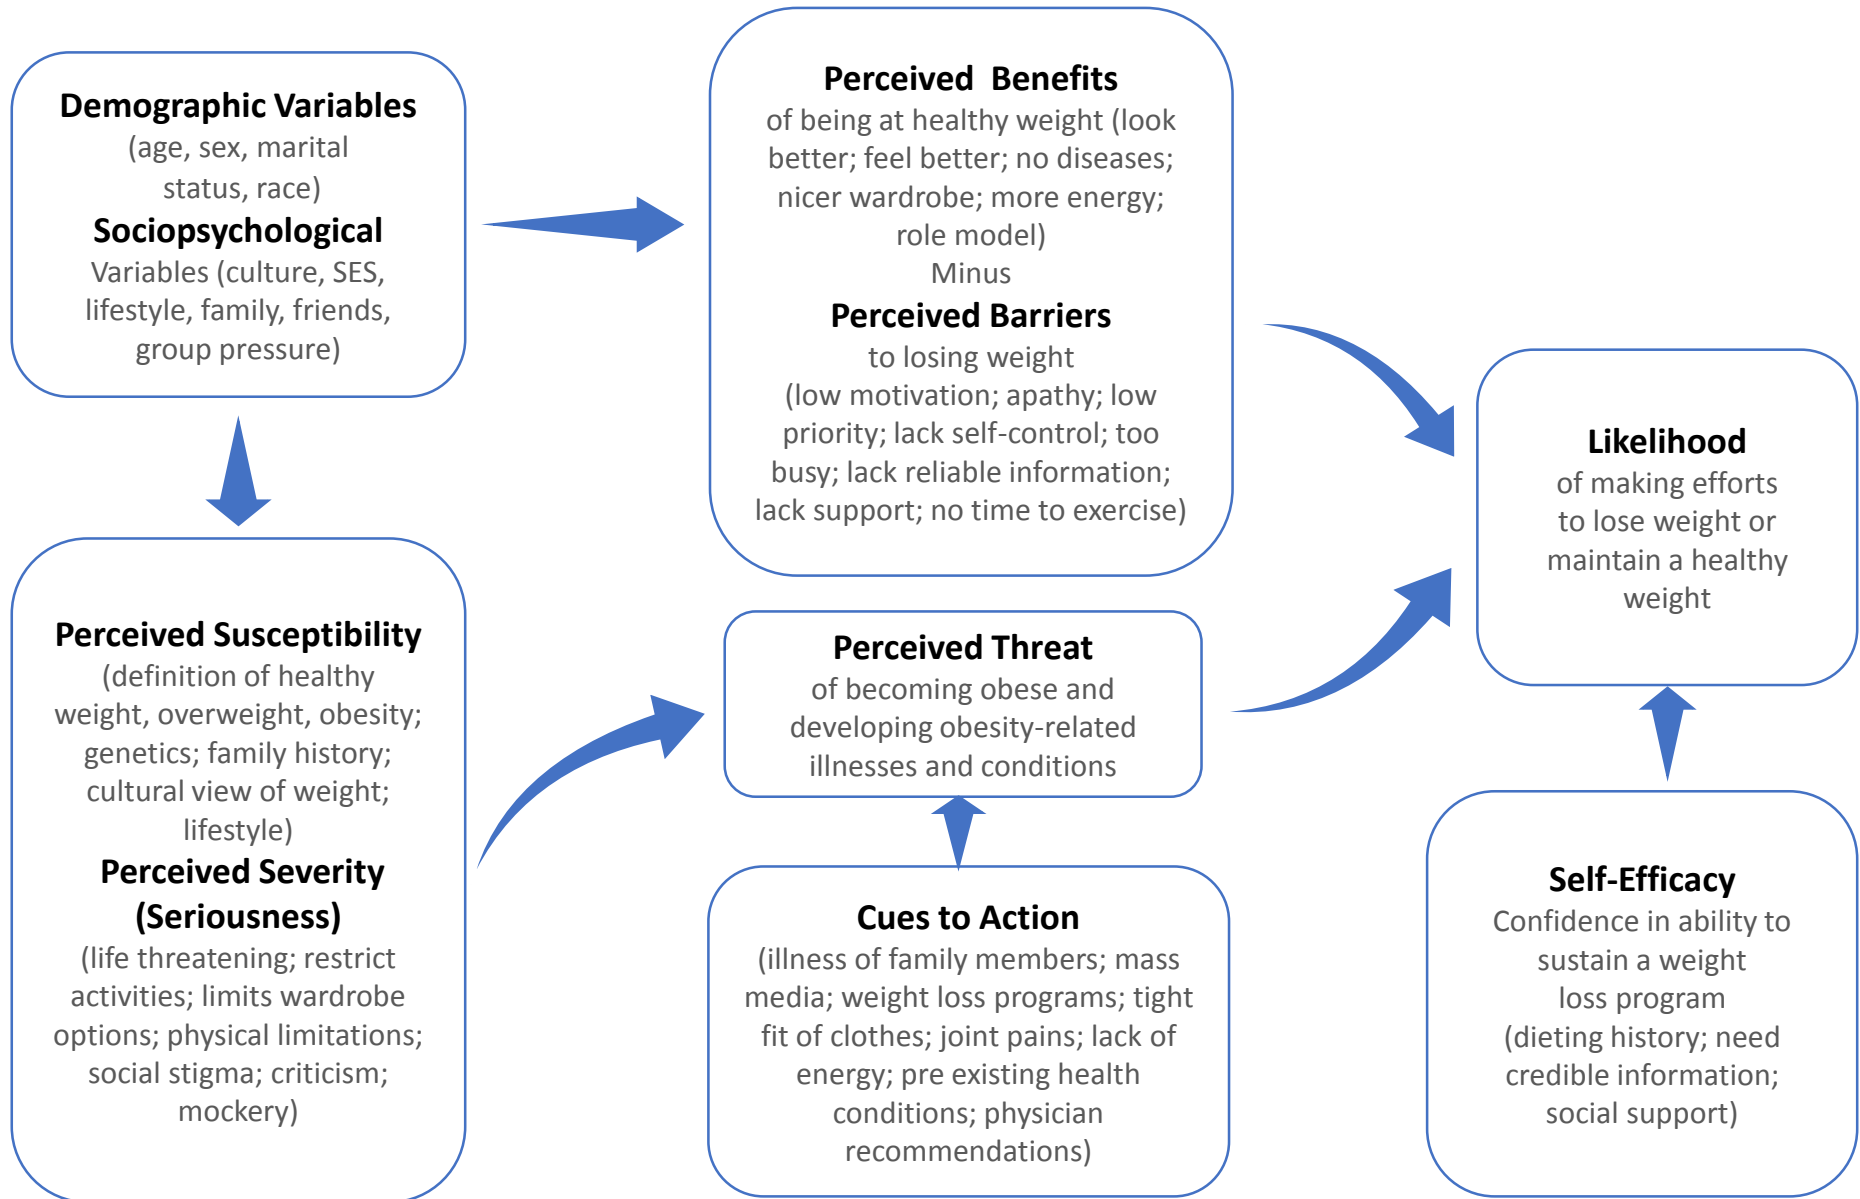 Demographic Variables
(age, sex, marital
status, race)
Sociopsychological
Variables (culture, SES,
lifestyle, family, friends,
group pressure)
Perceived Benefits
of being at healthy weight (look
better; feel better; no diseases;
nicer wardrobe; more energy;
role model)
Minus
Perceived Barriers
to losing weight
(low motivation; apathy; low
priority; lack self-control; too
busy; lack reliable information;
lack support; no time to exercise)
Likelihood
of making efforts
to lose weight or
maintain a healthy
weight
Perceived Susceptibility
(definition of healthy
weight, overweight, obesity;
genetics; family history;
cultural view of weight;
lifestyle)
Perceived Severity
(Seriousness)
(life threatening; restrict
activities; limits wardrobe
options; physical limitations;
social stigma; criticism;
mockery)
Perceived Threat
of becoming obese and
developing obesity-related
illnesses and conditions
Cues to Action
(illness of family members; mass
media; weight loss programs; tight
fit of clothes; joint pains; lack of
energy; pre existing health
conditions; physician
recommendations)
Self-Efficacy
Confidence in ability to
sustain a weight
loss program
(dieting history; need
credible information;
social support)